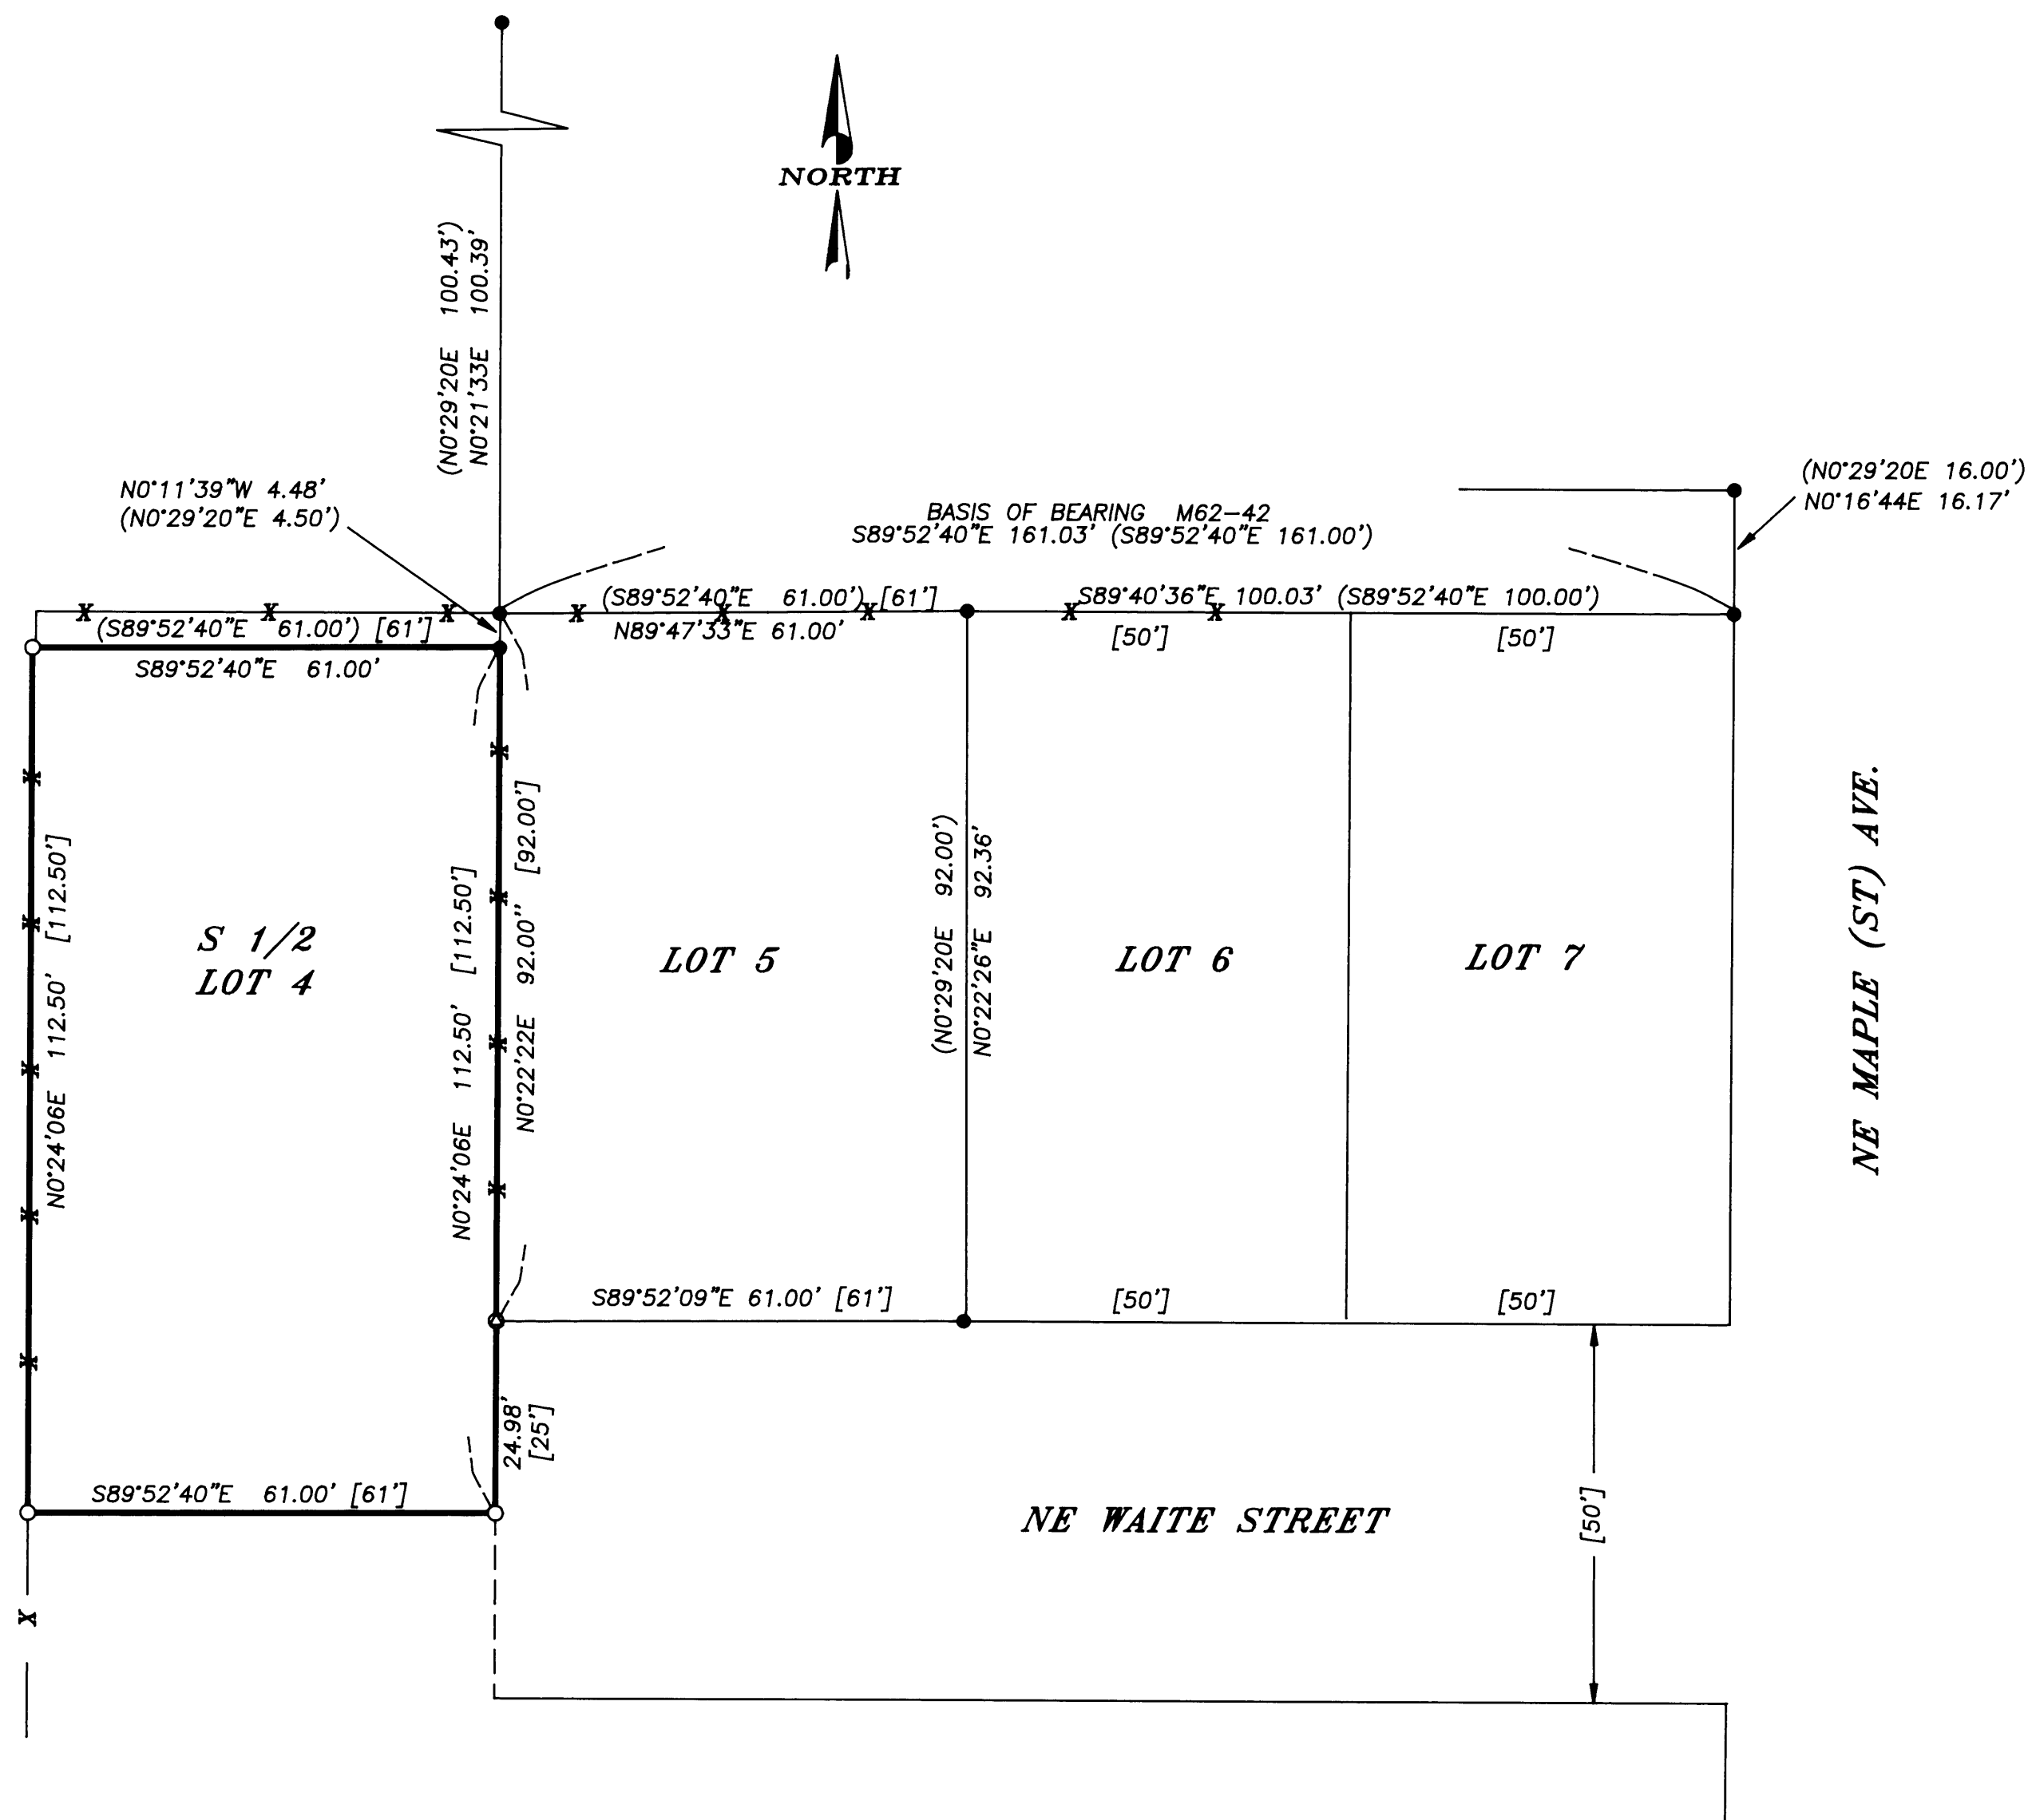 NORTH
(N0°29'20E 100.43')
N0°21'33E 100.39'
N0°11'39"W 4.48'
(N0°29'20"E 4.50')
(N0°29'20E 16.00')
N0°16'44E 16.17'
BASIS OF BEARING M62-42
S89°52'40"E 161.03' (S89°52'40"E 161.00')
(S89°52'40"E 61.00') [61']
S89°40'36"E 100.03' (S89°52'40"E 100.00')
(S89°52'40"E 61.00') [61']
N89°47'33"E 61.00'
[50']
[50']
S89°52'40"E 61.00'
N0°24'06E 112.50' [112.50']
S 1/2
LOT 4
N0°24'06E 112.50' [112.50']
N0°22'22E 92.00'' [92.00']
LOT 5
(N0°29'20E 92.00')
N0°22'26"E 92.36'
LOT 6
LOT 7
NE MAPLE (ST) AVE.
S89°52'09"E 61.00' [61']
[50']
[50']
24.98'
[25']
S89°52'40"E 61.00' [61']
NE WAITE STREET
[50']